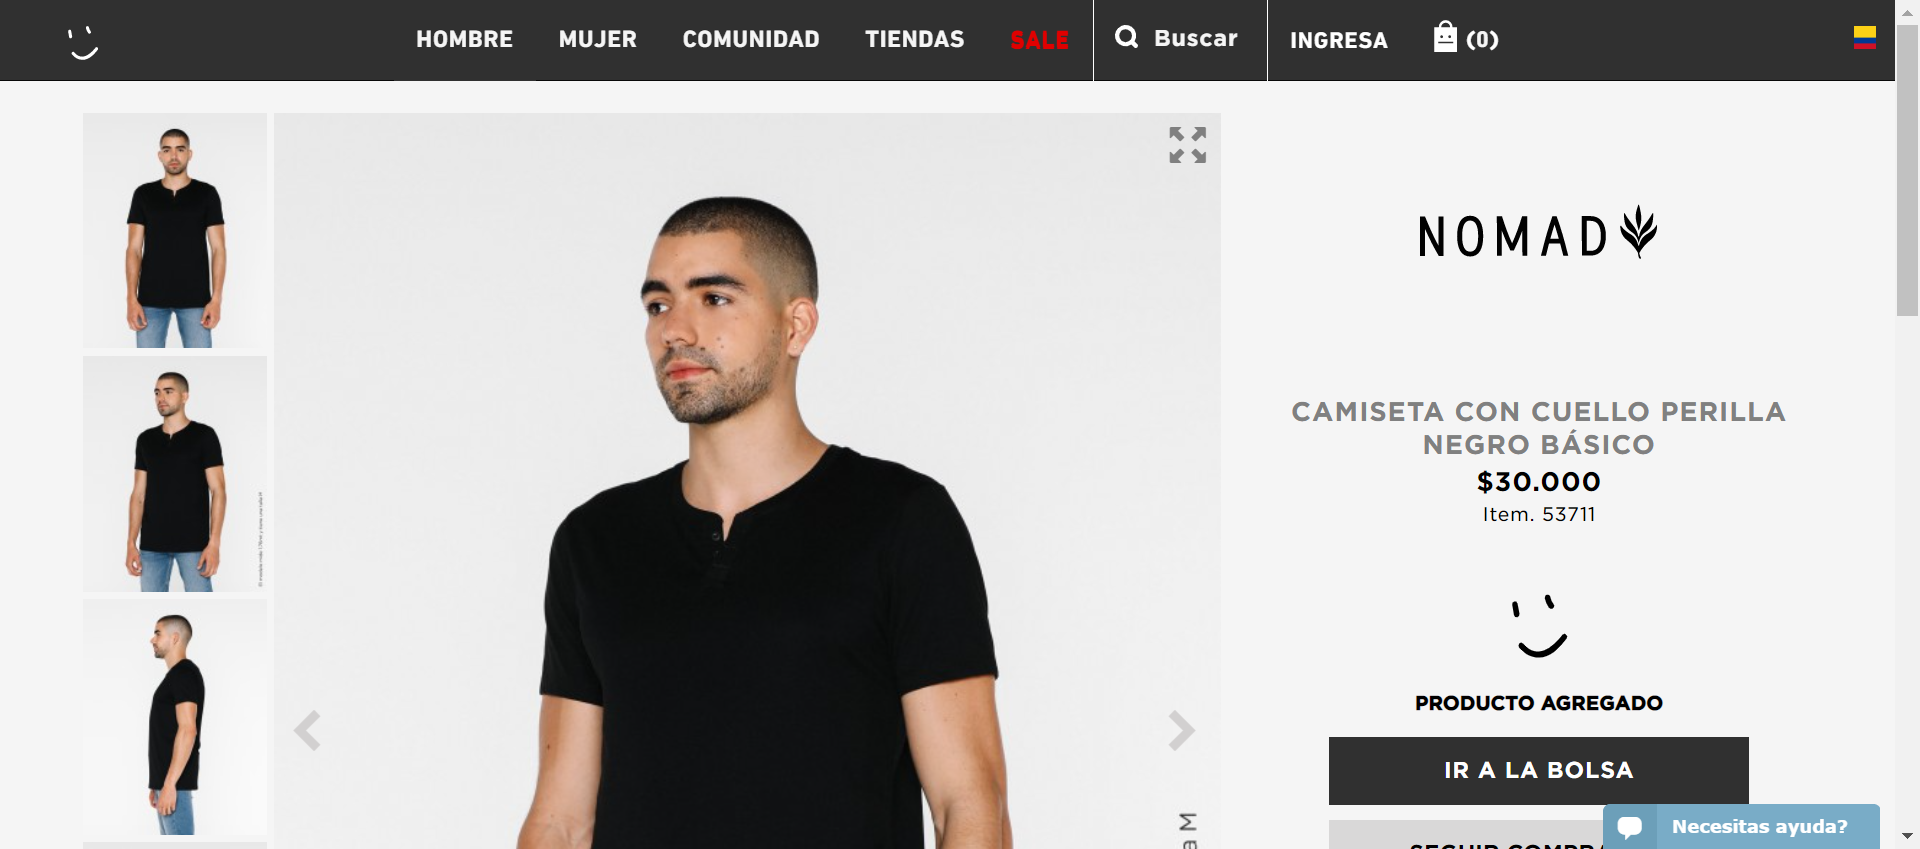 HOMBRE MUJER COMUNIDAD TIENDAS SALE Buscar INGRESA (0)
NOMAD
CAMISETA CON CUELLO PERILLA
NEGRO BÁSICO
$30.000
Item. 53711
PRODUCTO AGREGADO
IR A LA BOLSA
Necesitas ayuda?
SEGUIR
a M